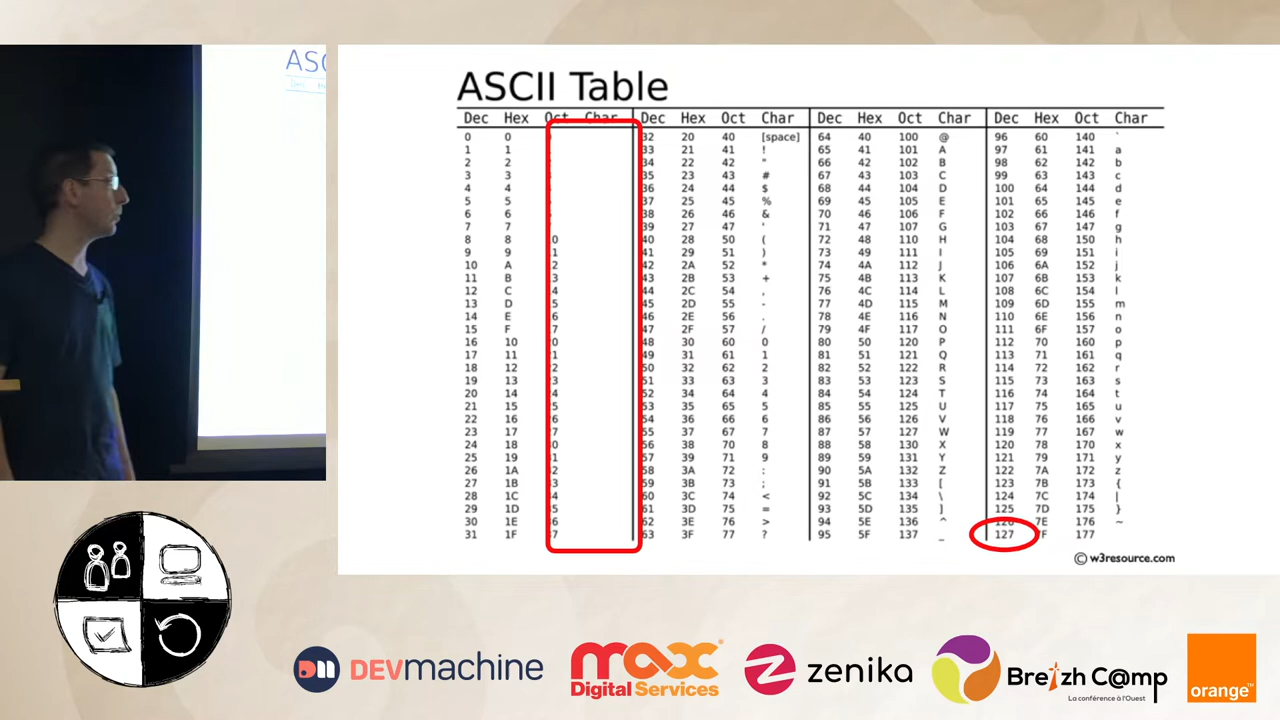 ASC
ASCII Table
Dec Hex Oct Char Dec Hex Oct Char Dec Hex Oct Char Dec Hex Oct Char
0 0 32 20 40 [space] 64 40 100 @ 96 60 140 `
1 1 33 21 41 ! 65 41 101 A 97 61 141 a
2 2 34 22 42 " 66 42 102 B 98 62 142 b
3 3 35 23 43 # 67 43 103 C 99 63 143 c
4 4 36 24 44 $ 68 44 104 D 100 64 144 d
5 5 37 25 45 % 69 45 105 E 101 65 145 e
6 6 38 26 46 & 70 46 106 F 102 66 146 f
7 7 39 27 47 ' 71 47 107 G 103 67 147 g
8 8 10 40 28 50 ( 72 48 110 H 104 68 150 h
9 9 11 41 29 51 ) 73 49 111 I 105 69 151 i
10 A 12 42 2A 52 * 74 4A 112 J 106 6A 152 j
11 B 13 43 2B 53 + 75 4B 113 K 107 6B 153 k
12 C 14 44 2C 54 , 76 4C 114 L 108 6C 154 l
13 D 15 45 2D 55 - 77 4D 115 M 109 6D 155 m
14 E 16 46 2E 56 . 78 4E 116 N 110 6E 156 n
15 F 17 47 2F 57 / 79 4F 117 O 111 6F 157 o
16 10 20 48 30 60 0 80 50 120 P 112 70 160 p
17 11 21 49 31 61 1 81 51 121 Q 113 71 161 q
18 12 22 50 32 62 2 82 52 122 R 114 72 162 r
19 13 23 51 33 63 3 83 53 123 S 115 73 163 s
20 14 24 52 34 64 4 84 54 124 T 116 74 164 t
21 15 25 53 35 65 5 85 55 125 U 117 75 165 u
22 16 26 54 36 66 6 86 56 126 V 118 76 166 v
23 17 27 55 37 67 7 87 57 127 W 119 77 167 w
24 18 30 56 38 70 8 88 58 130 X 120 78 170 x
25 19 31 57 39 71 9 89 59 131 Y 121 79 171 y
26 1A 32 58 3A 72 : 90 5A 132 Z 122 7A 172 z
27 1B 33 59 3B 73 ; 91 5B 133 [ 123 7B 173 {
28 1C 34 60 3C 74 < 92 5C 134 \ 124 7C 174 |
29 1D 35 61 3D 75 = 93 5D 135 ] 125 7D 175 }
30 1E 36 62 3E 76 > 94 5E 136 ^ 126 7E 176 ~
31 1F 37 63 3F 77 ? 95 5F 137 _ 127 7F 177
© w3resource.com
DEVmachine
max
Digital Services
zenika
Breizh C@mp
La conférence à l'Ouest
orange™